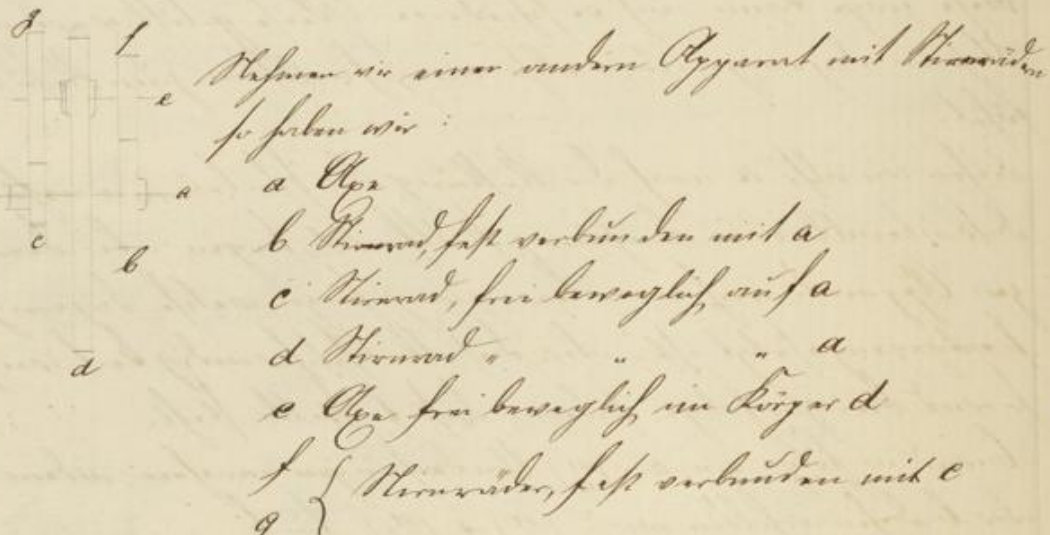 g
f
Nehmen wir einen andern Apparat mit Stirnrädern
e
so haben wir :
a
a Axe
c
b Stirnrad, fest verbunden mit a
b
c Stirnrad, frei beweglich auf a
d Stirnrad " " " a
d
e Axe frei beweglich im Körper d
f { Stirnräder, fest verbunden mit e
g